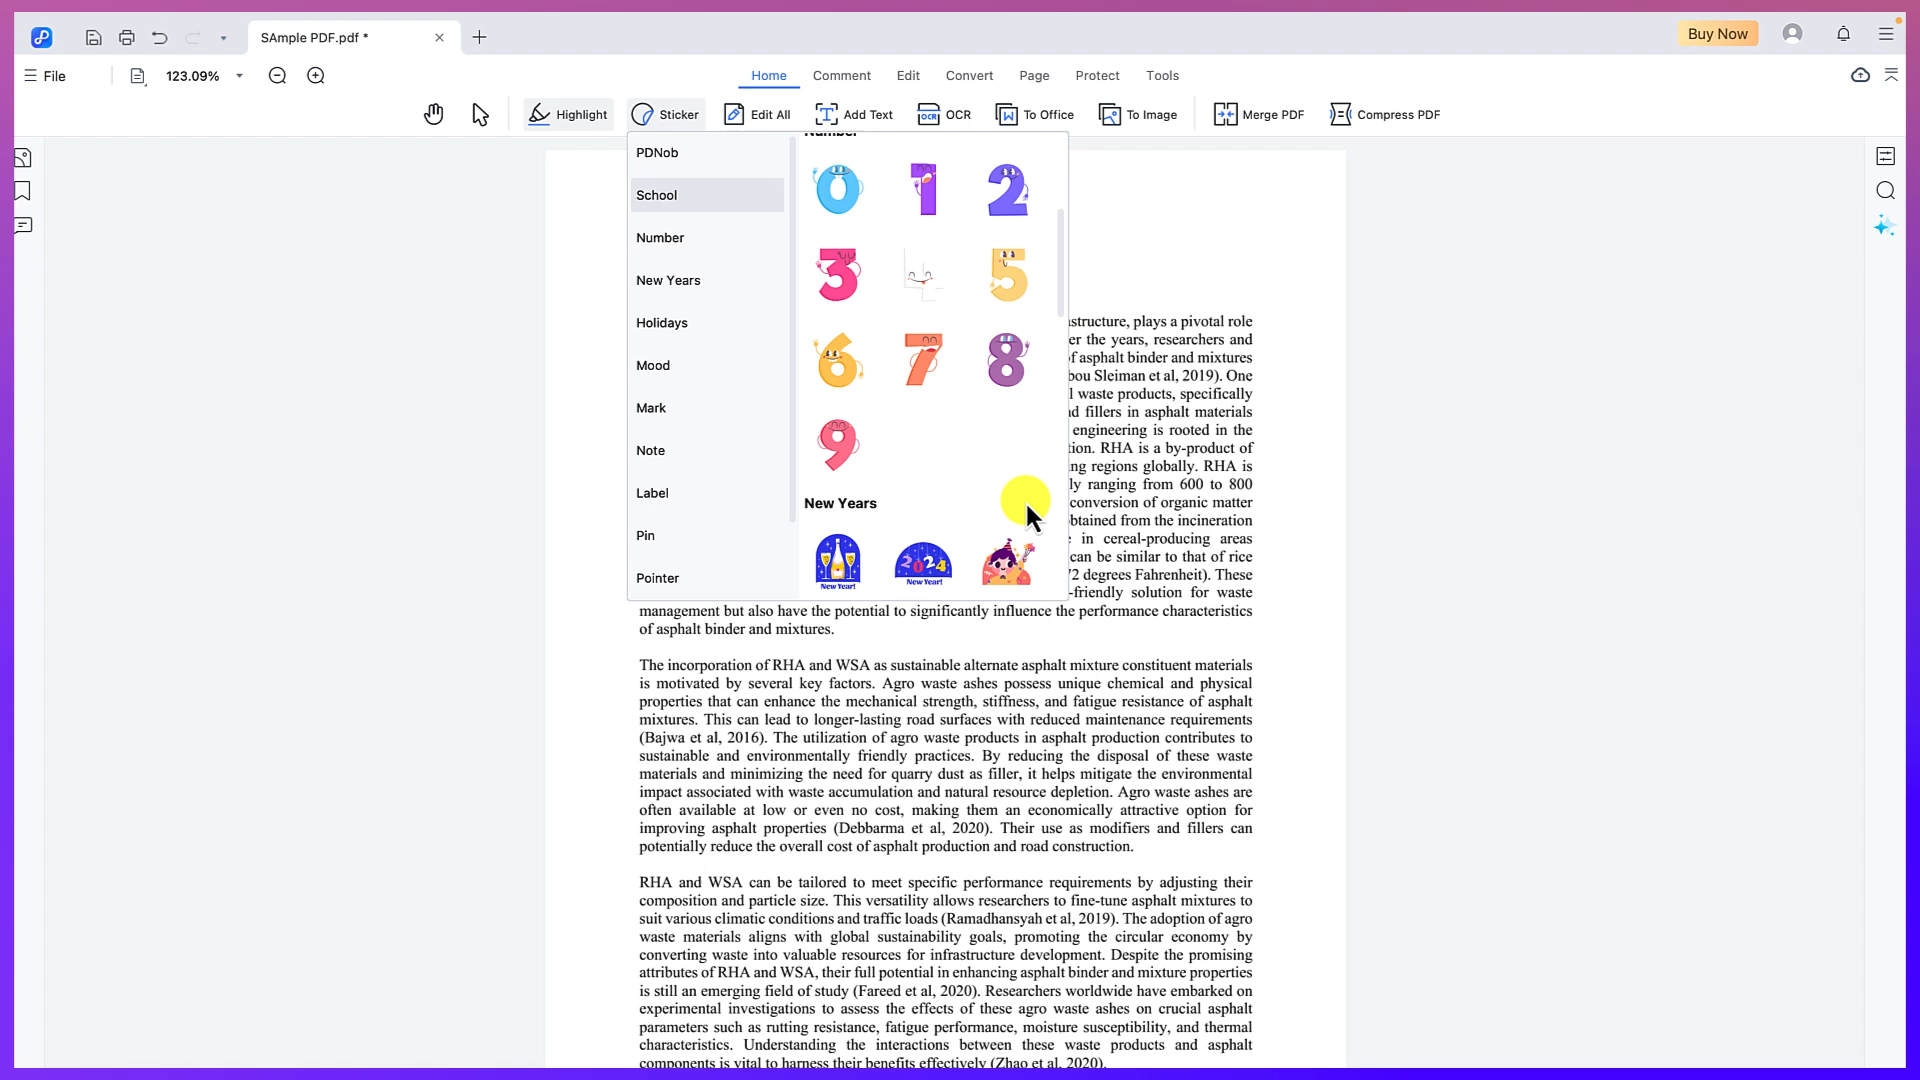 SAmple PDF.pdf *
Buy Now
File
123.09%
Home Comment Edit Convert Page Protect Tools
Highlight Sticker Edit All Add Text OCR To Office To Image Merge PDF Compress PDF
PDNob
School
Number
New Years
Holidays
Mood
Mark
Note
Label
Pin
Pointer
Number
0 1 2
3 4 5
6 7 8
9
New Years
New Year!
2024
New Year!
astructure, plays a pivotal role
er the years, researchers and
of asphalt binder and mixtures
bou Sleiman et al, 2019). One
l waste products, specifically
nd fillers in asphalt materials
engineering is rooted in the
tion. RHA is a by-product of
ng regions globally. RHA is
ly ranging from 600 to 800
conversion of organic matter
btained from the incineration
e in cereal-producing areas
can be similar to that of rice
72 degrees Fahrenheit). These
-friendly solution for waste
management but also have the potential to significantly influence the performance characteristics
of asphalt binder and mixtures.
The incorporation of RHA and WSA as sustainable alternate asphalt mixture constituent materials
is motivated by several key factors. Agro waste ashes possess unique chemical and physical
properties that can enhance the mechanical strength, stiffness, and fatigue resistance of asphalt
mixtures. This can lead to longer-lasting road surfaces with reduced maintenance requirements
(Bajwa et al, 2016). The utilization of agro waste products in asphalt production contributes to
sustainable and environmentally friendly practices. By reducing the disposal of these waste
materials and minimizing the need for quarry dust as filler, it helps mitigate the environmental
impact associated with waste accumulation and natural resource depletion. Agro waste ashes are
often available at low or even no cost, making them an economically attractive option for
improving asphalt properties (Debbarma et al, 2020). Their use as modifiers and fillers can
potentially reduce the overall cost of asphalt production and road construction.
RHA and WSA can be tailored to meet specific performance requirements by adjusting their
composition and particle size. This versatility allows researchers to fine-tune asphalt mixtures to
suit various climatic conditions and traffic loads (Ramadhansyah et al, 2019). The adoption of agro
waste materials aligns with global sustainability goals, promoting the circular economy by
converting waste into valuable resources for infrastructure development. Despite the promising
attributes of RHA and WSA, their full potential in enhancing asphalt binder and mixture properties
is still an emerging field of study (Fareed et al, 2020). Researchers worldwide have embarked on
experimental investigations to assess the effects of these agro waste ashes on crucial asphalt
parameters such as rutting resistance, fatigue performance, moisture susceptibility, and thermal
characteristics. Understanding the interactions between these waste products and asphalt
components is vital to harness their benefits effectively (Zhao et al, 2020).